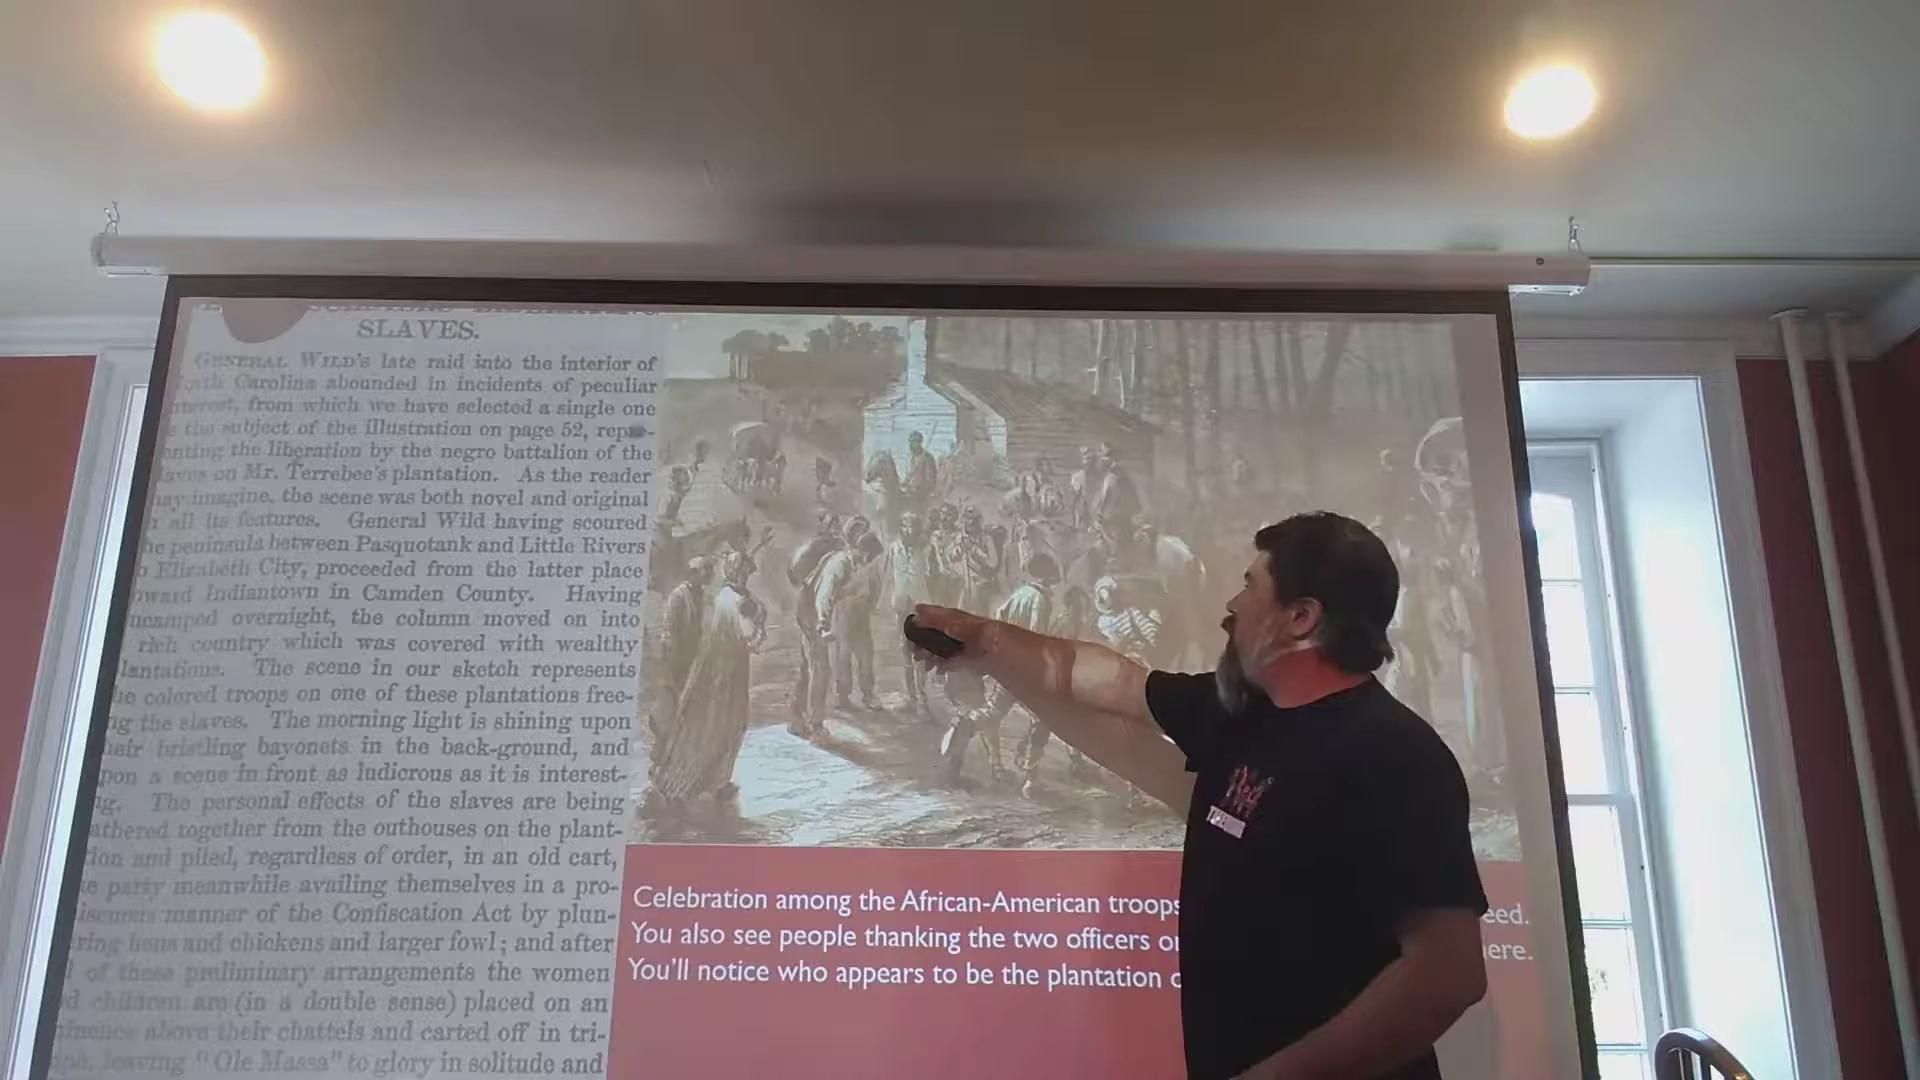 SLAVES.
GENERAL WILD'S late raid into the interior of
Carolina abounded in incidents of peculiar
from which we have selected a single one
the subject of the illustration on page 52, repre-
the liberation by the negro battalion of the
on Mr. Terrebee's plantation. As the reader
imagine, the scene was both novel and original
all its features. General Wild having scoured
peninsula between Pasquotank and Little Rivers
Elizabeth City, proceeded from the latter place
Indiantown in Camden County. Having
overnight, the column moved on into
rich country which was covered with wealthy
The scene in our sketch represents
colored troops on one of these plantations free-
the slaves. The morning light is shining upon
bristling bayonets in the back-ground, and
a scene in front as ludicrous as it is interest-
The personal effects of the slaves are being
together from the outhouses on the plant-
and piled, regardless of order, in an old cart,
party meanwhile availing themselves in a pro-
manner of the Confiscation Act by plun-
hens and chickens and larger fowl; and after
of these preliminary arrangements the women
children are (in a double sense) placed on an
above their chattels and carted off in tri-
leaving "Ole Massa" to glory in solitude and
Celebration among the African-American troops eed.
You also see people thanking the two officers o ere.
You'll notice who appears to be the plantation